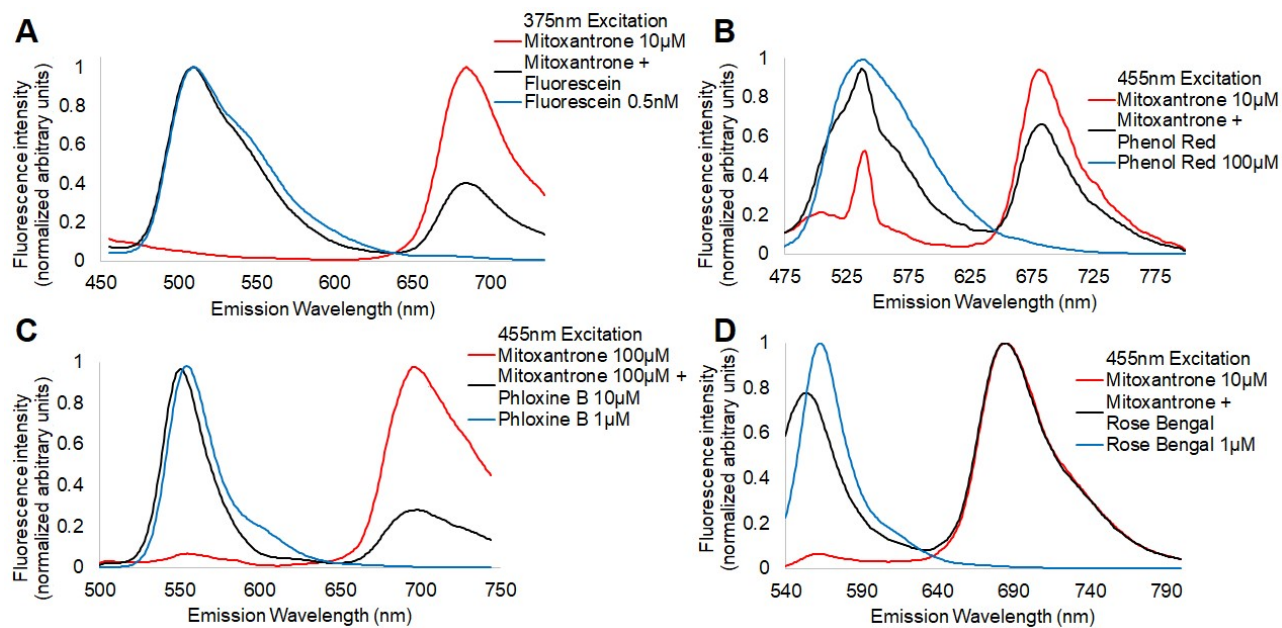 A
375nm Excitation
Mitoxantrone 10µM
Mitoxantrone +
Fluorescein
Fluorescein 0.5nM
Fluorescence intensity
(normalized arbitrary units)
1
0.8
0.6
0.4
0.2
0
450 500 550 600 650 700
Emission Wavelength (nm)
B
455nm Excitation
Mitoxantrone 10µM
Mitoxantrone +
Phenol Red
Phenol Red 100µM
Fluorescence intensity
(normalized arbitrary units)
1
0.8
0.6
0.4
0.2
0
475 525 575 625 675 725 775
Emission Wavelength (nm)
C
455nm Excitation
Mitoxantrone 100µM
Mitoxantrone 100µM +
Phloxine B 10µM
Phloxine B 1µM
Fluorescence intensity
(normalized arbitrary units)
1
0.8
0.6
0.4
0.2
0
500 550 600 650 700 750
Emission Wavelength (nm)
D
455nm Excitation
Mitoxantrone 10µM
Mitoxantrone +
Rose Bengal
Rose Bengal 1µM
Fluorescence intensity
(normalized arbitrary units)
1
0.8
0.6
0.4
0.2
0
540 590 640 690 740 790
Emission Wavelength (nm)